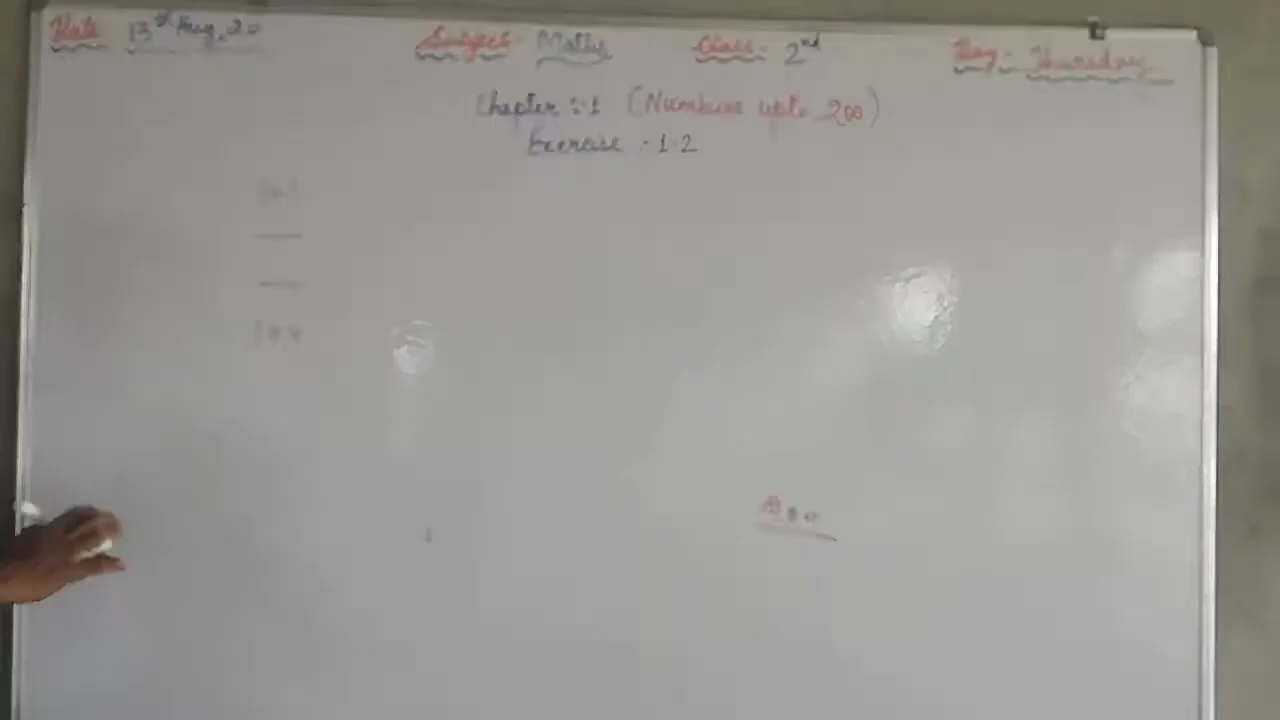 Date 13th Aug, 20 Subject - Maths Class - 2nd Day - Thursday
Chapter :- 1 (Numbers upto 200)
Exercise - 1.2